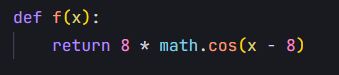 def f(x):
    return 8 * math.cos(x - 8)